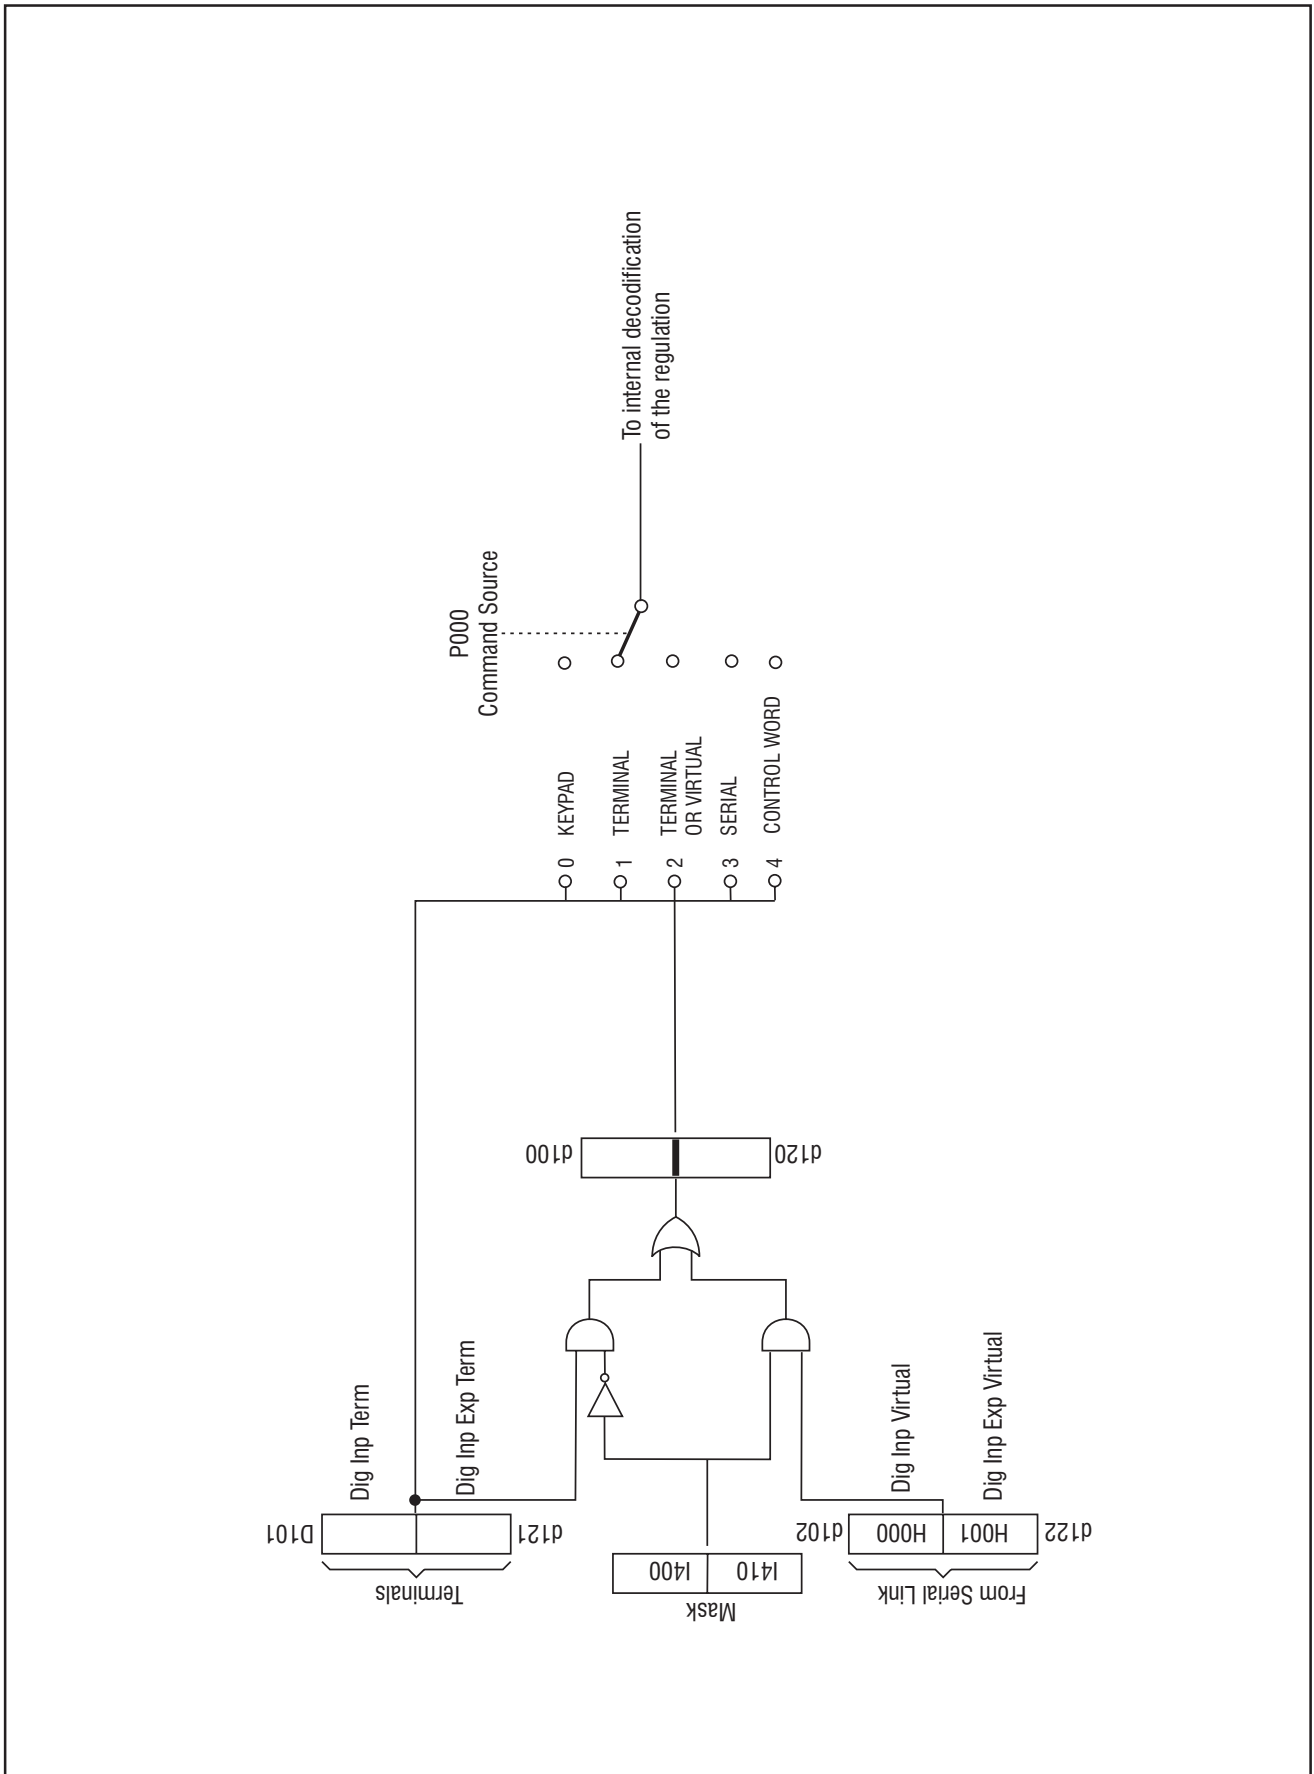 To internal decodification
of the regulation
P000
Command Source
0 KEYPAD
1 TERMINAL
2 TERMINAL
OR VIRTUAL
3 SERIAL
4 CONTROL WORD
d100
d120
Dig Inp Term
Dig Inp Exp Term
D101
d121
Terminals
I400
I410
Mask
Dig Inp Virtual
Dig Inp Exp Virtual
d102
H000
H001
d122
From Serial Link